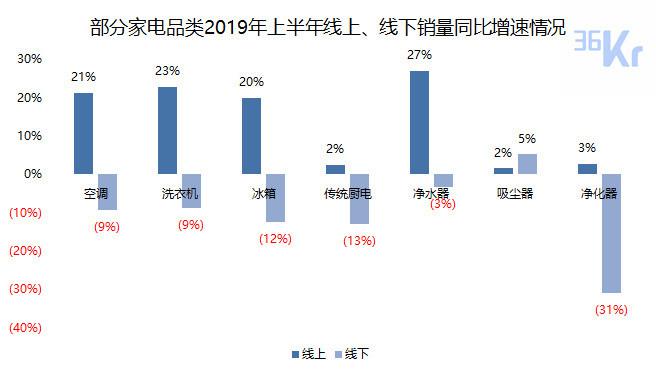 部分家电品类2019年上半年线上、线下销量同比增速情况
36Kr
30%
20%
10%
0%
(10%)
(20%)
(30%)
(40%)
21%
23%
20%
2%
27%
2%
5%
3%
空调
洗衣机
冰箱
传统厨电
净水器
吸尘器
净化器
(9%)
(9%)
(12%)
(13%)
(3%)
(31%)
线上 线下